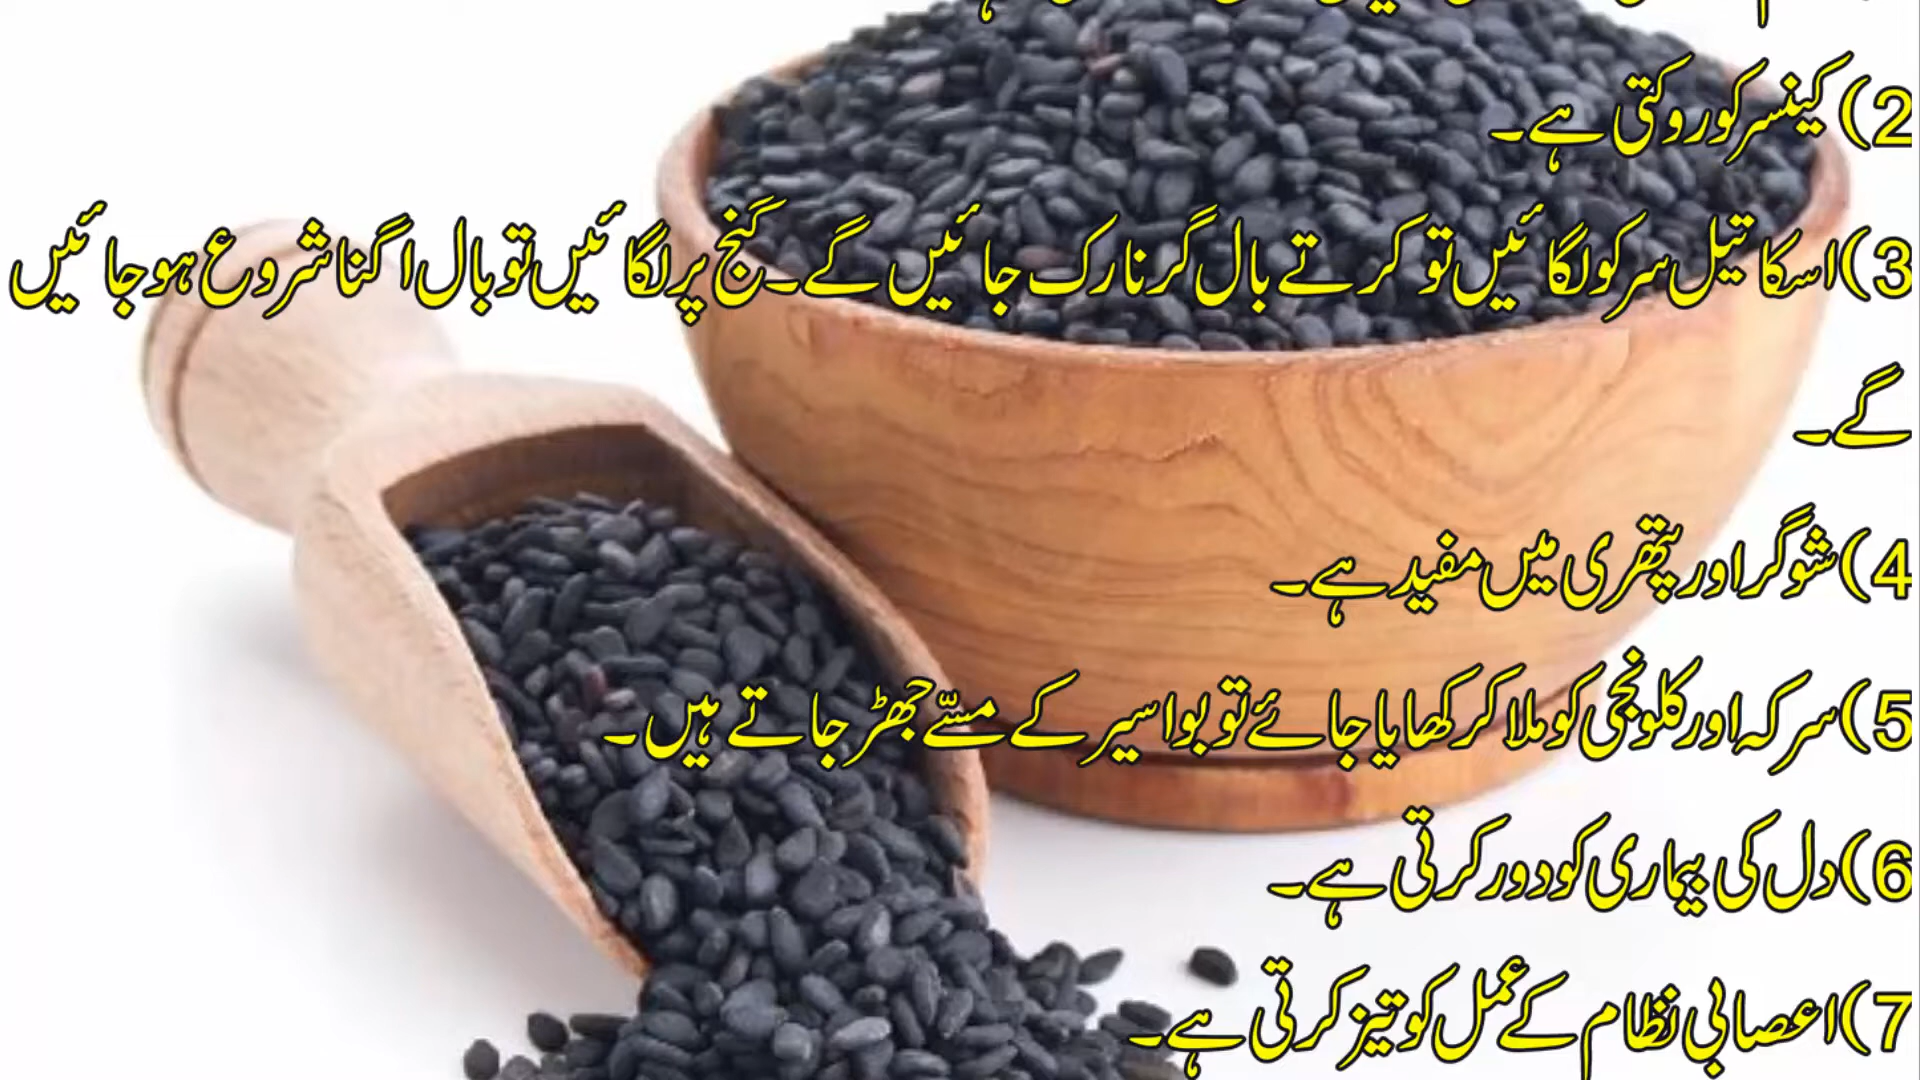 2) کینسر کو روکتی ہے۔
3) اسکا تیل سر کو لگائیں تو کرتے بال گرنا رک جائیں گے۔ گنج پر لگائیں تو بال اگنا شروع ہو جائیں
گے۔
4) شوگر اور پتھری میں مفید ہے۔
5) سرکہ اور کلونجی کو ملا کر کھایا جائے تو بواسیر کے مسّے جھڑ جاتے ہیں۔
6) دل کی بیماری کو دور کرتی ہے۔
7) اعصابی نظام کے عمل کو تیز کرتی ہے۔